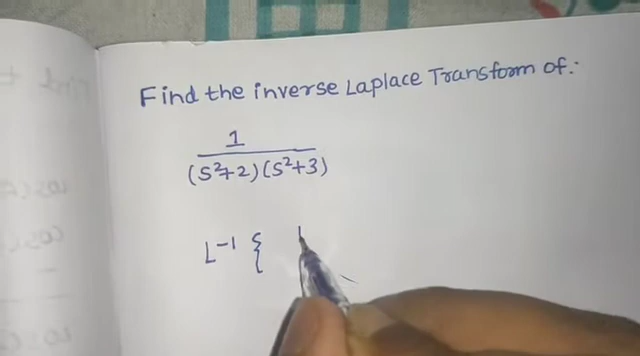 Find the inverse Laplace Transform of:
1
(s²+2)(s²+3)
L⁻¹ {